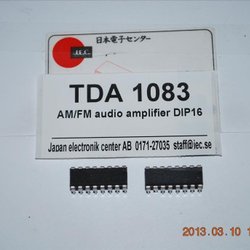 日本電子センター
J.E.C.
TDA 1083
AM/FM audio amplifier DIP16
Japan electronik center AB 0171-27035 staff@jec.se
2013.03.10